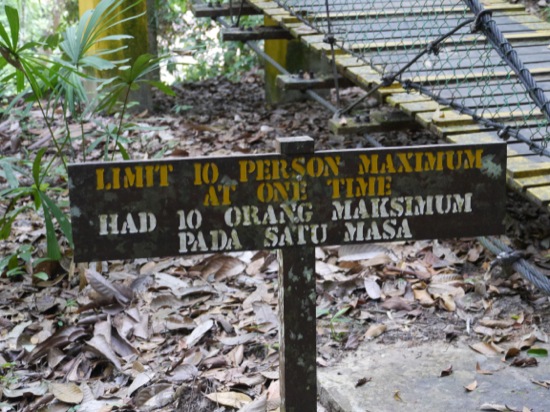 LIMIT 10 PERSON MAXIMUM
AT ONE TIME
HAD 10 ORANG MAKSIMUM
PADA SATU MASA